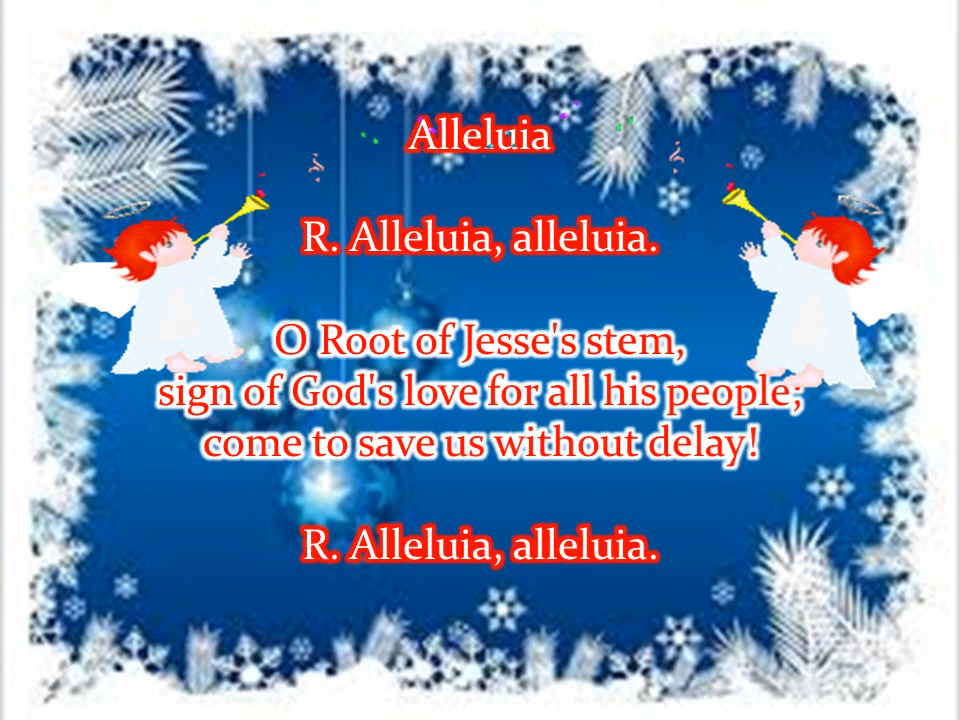 Alleluia
R. Alleluia, alleluia.
O Root of Jesse's stem,
sign of God's love for all his people;
come to save us without delay!
R. Alleluia, alleluia.